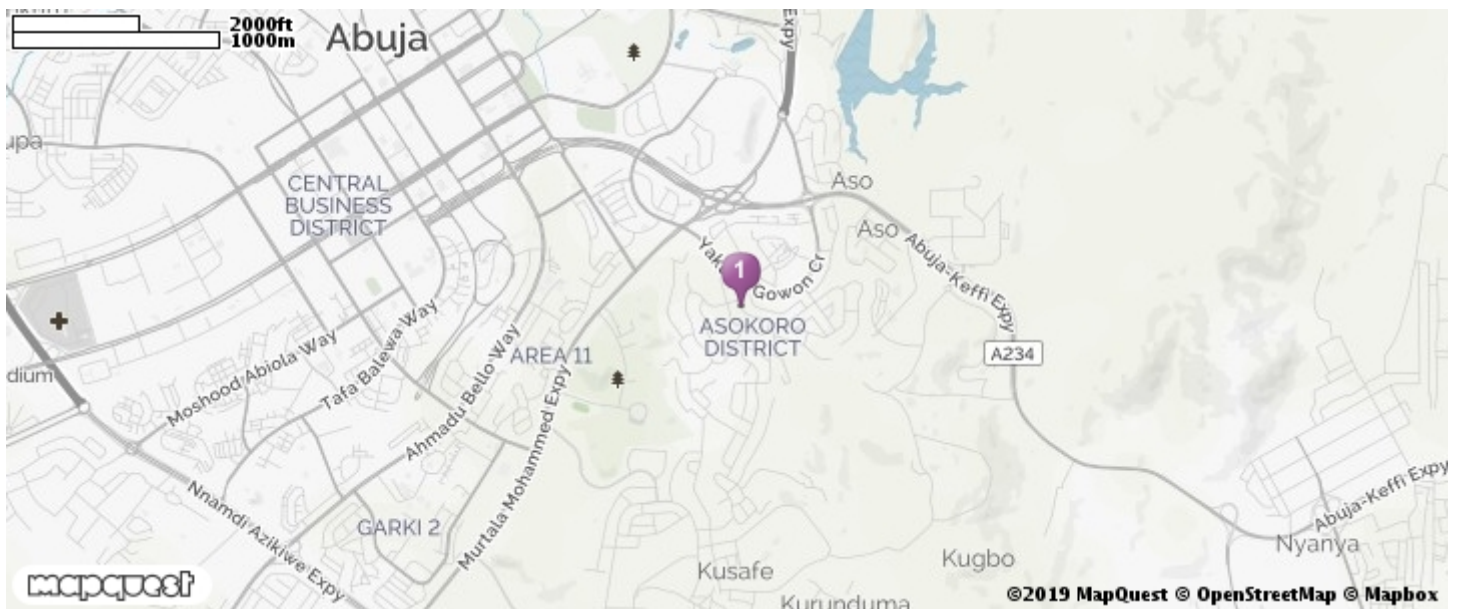 2000ft
1000m
Abuja
Expy
upa
CENTRAL
BUSINESS
DISTRICT
Aso
Aso
Abuja-Keffi Expy
1
Gowon Cr
ASOKORO
DISTRICT
A234
AREA 11
dium
Moshood Abiola Way
Tafa Balewa Way
Ahmadu Bello Way
Murtala Mohammed Expy
Nnamdi Azikiwe Expy
GARKI 2
Abuja-Keffi Expy
Nyanya
Kugbo
Kusafe
Kurunduma
mapquest
©2019 MapQuest © OpenStreetMap © Mapbox